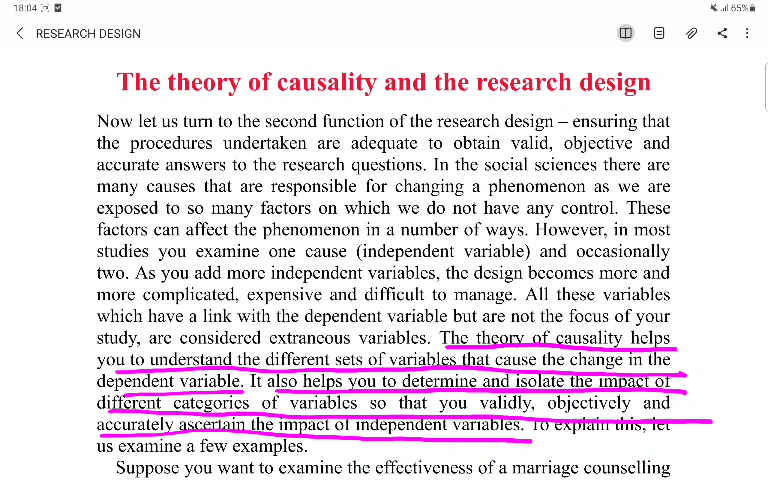 18:04
65%
RESEARCH DESIGN
The theory of causality and the research design
Now let us turn to the second function of the research design – ensuring that
the procedures undertaken are adequate to obtain valid, objective and
accurate answers to the research questions. In the social sciences there are
many causes that are responsible for changing a phenomenon as we are
exposed to so many factors on which we do not have any control. These
factors can affect the phenomenon in a number of ways. However, in most
studies you examine one cause (independent variable) and occasionally
two. As you add more independent variables, the design becomes more and
more complicated, expensive and difficult to manage. All these variables
which have a link with the dependent variable but are not the focus of your
study, are considered extraneous variables. The theory of causality helps
you to understand the different sets of variables that cause the change in the
dependent variable. It also helps you to determine and isolate the impact of
different categories of variables so that you validly, objectively and
accurately ascertain the impact of independent variables. To explain this, let
us examine a few examples.
Suppose you want to examine the effectiveness of a marriage counselling